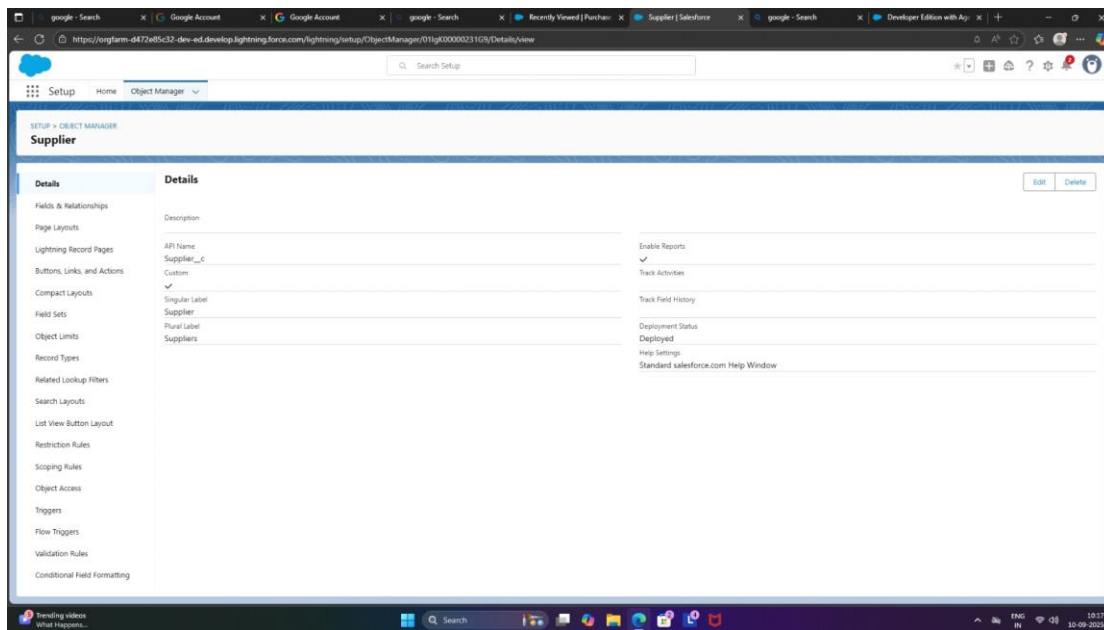 google - Search
Google Account
Google Account
google - Search
Recently Viewed | Purchas
Supplier | Salesforce
google - Search
Developer Edition with Ag
https://orgfarm-d472e85c32-dev-ed.develop.lightning.force.com/lightning/setup/ObjectManager/01IgK00000231G9/Details/view
Search Setup
Setup
Home
Object Manager
SETUP > OBJECT MANAGER
Supplier
Details
Fields & Relationships
Page Layouts
Lightning Record Pages
Buttons, Links, and Actions
Compact Layouts
Field Sets
Object Limits
Record Types
Related Lookup Filters
Search Layouts
List View Button Layout
Restriction Rules
Scoping Rules
Object Access
Triggers
Flow Triggers
Validation Rules
Conditional Field Formatting
Details
Edit
Delete
Description
API Name
Supplier__c
Custom
Singular Label
Supplier
Plural Label
Suppliers
Enable Reports
Track Activities
Track Field History
Deployment Status
Deployed
Help Settings
Standard salesforce.com Help Window
Trending videos
What Happens...
Search
ENG
IN
10:17
10-09-2025